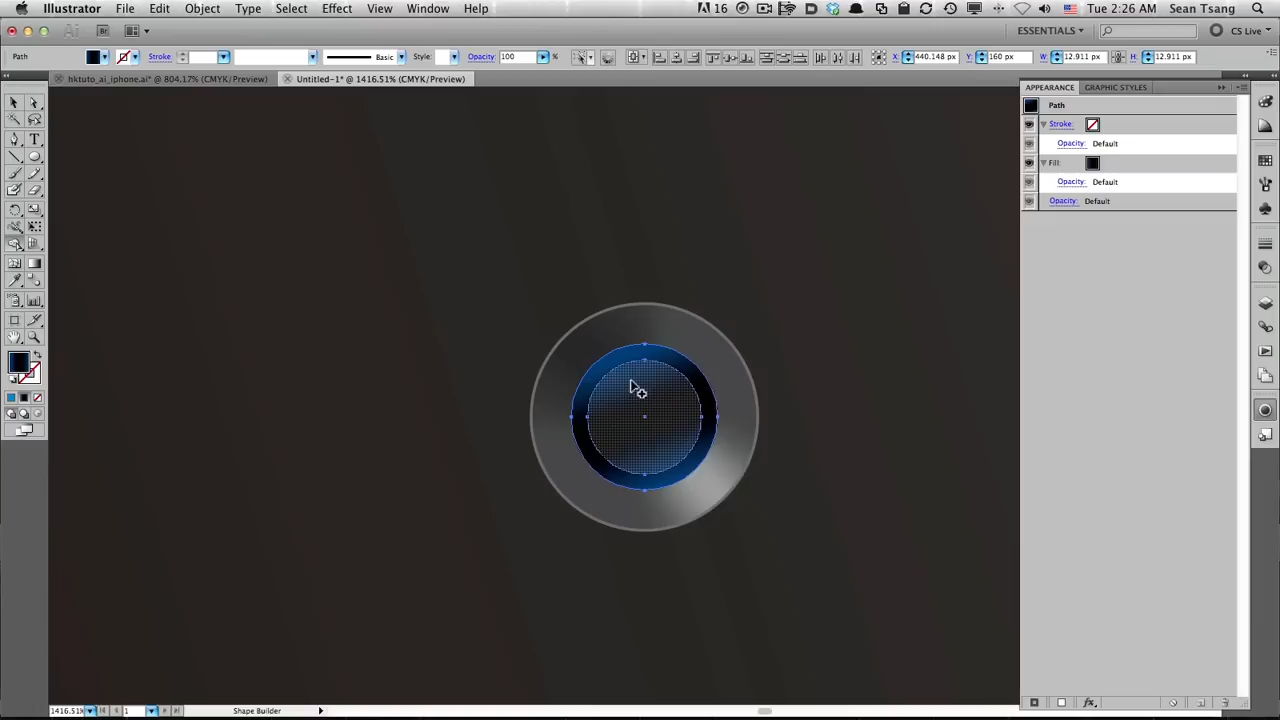 Illustrator File Edit Object Type Select Effect View Window Help 16 Tue 2:26 AM Sean Tsang
Br ESSENTIALS CS Live
Path Stroke: Basic Style: Opacity: 100 % X: 440.148 px Y: 160 px W: 12.911 px H: 12.911 px
hktuto_ai_iphone.ai* @ 804.17% (CMYK/Preview) Untitled-1* @ 1416.51% (CMYK/Preview)
APPEARANCE GRAPHIC STYLES
Path
Stroke:
Opacity: Default
Fill:
Opacity: Default
Opacity: Default
1416.51% 1 Shape Builder